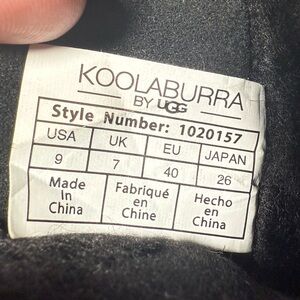 KOOLABURRA
BY UGG
Style Number: 1020157
USA UK EU JAPAN
9 7 40 26
Made Fabriqué Hecho
in en en
China Chine China